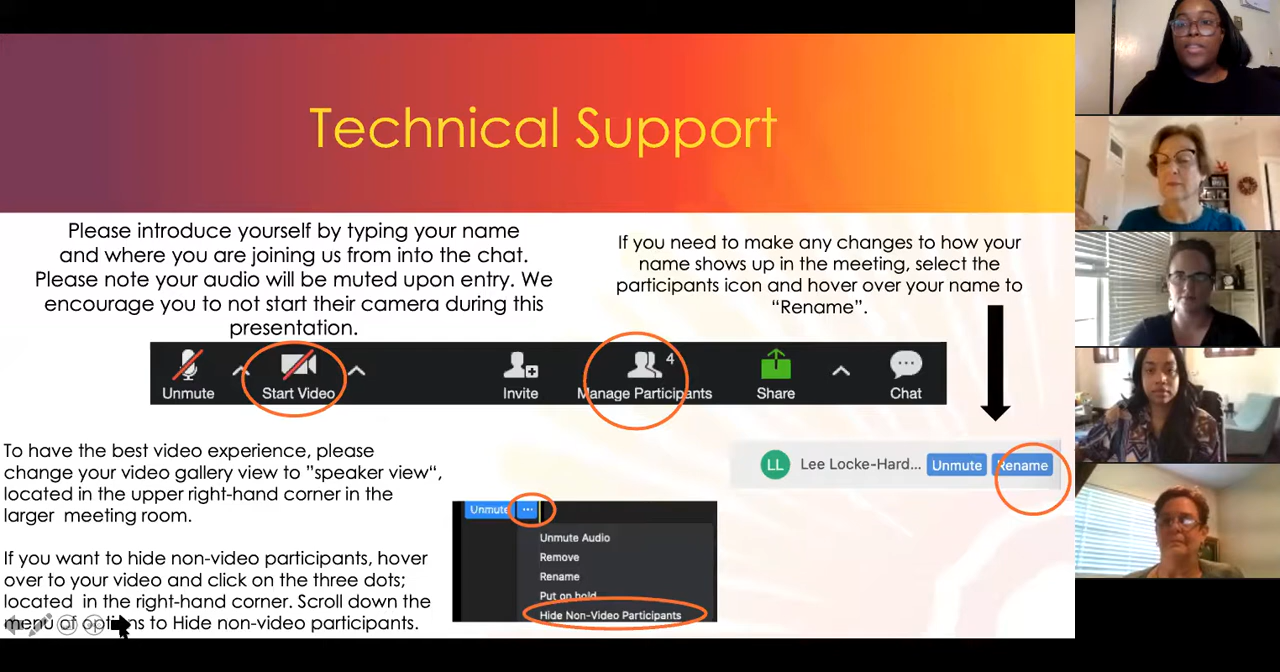 Technical Support
Please introduce yourself by typing your name
and where you are joining us from into the chat.
Please note your audio will be muted upon entry. We
encourage you to not start their camera during this
presentation.
If you need to make any changes to how your
name shows up in the meeting, select the
participants icon and hover over your name to
“Rename”.
Unmute
Start Video
Invite
4
Manage Participants
Share
Chat
LL
Lee Locke-Hard...
Unmute
Rename
To have the best video experience, please
change your video gallery view to ”speaker view“,
located in the upper right-hand corner in the
larger meeting room.
If you want to hide non-video participants, hover
over to your video and click on the three dots;
located in the right-hand corner. Scroll down the
menu of options to Hide non-video participants.
Unmute
...
Unmute Audio
Remove
Rename
Put on hold
Hide Non-Video Participants